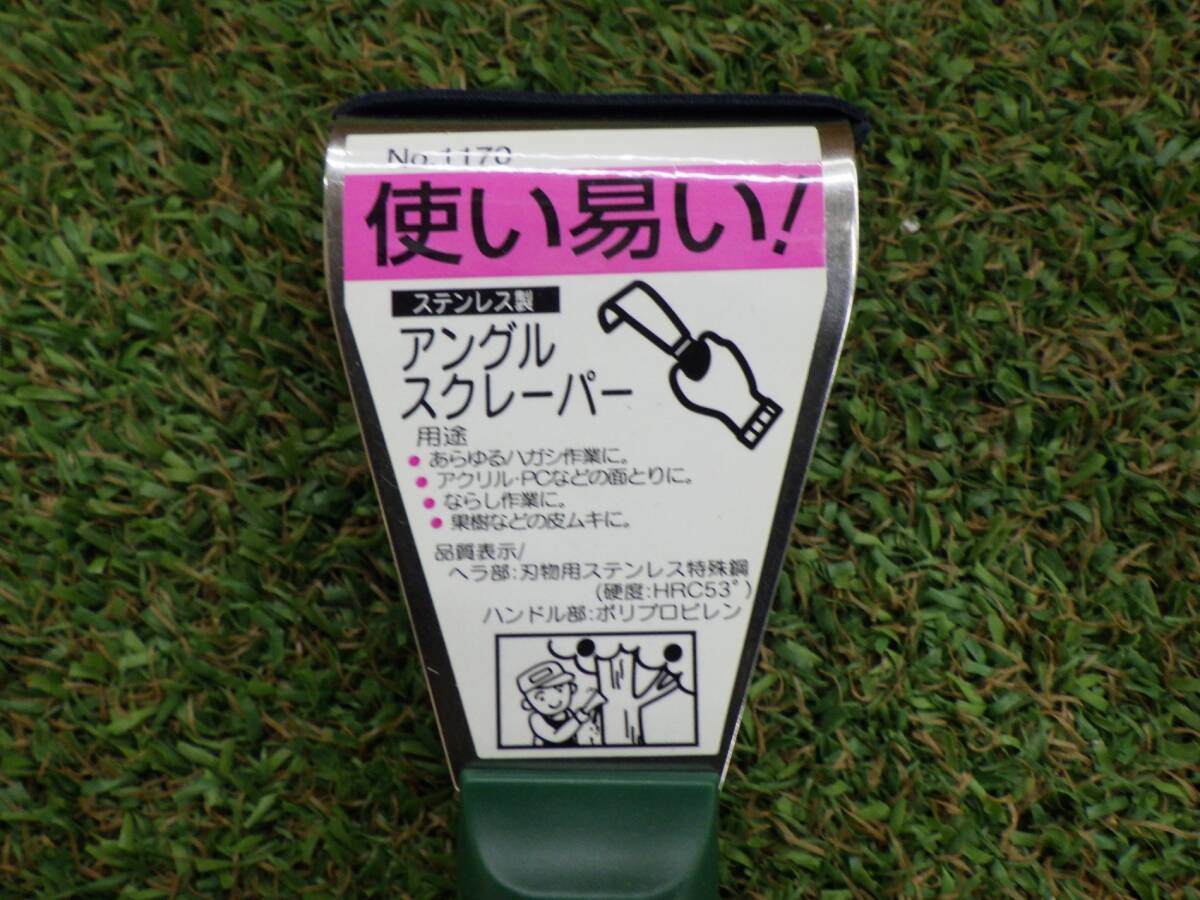 No.1170
使い易い!
ステンレス製
アングル
スクレーパー
用途
●あらゆるハガシ作業に。
●アクリル・PCなどの面とりに。
●ならし作業に。
●果樹などの皮ムキに。
品質表示/
ヘラ部:刃物用ステンレス特殊鋼
(硬度:HRC53°)
ハンドル部:ポリプロピレン